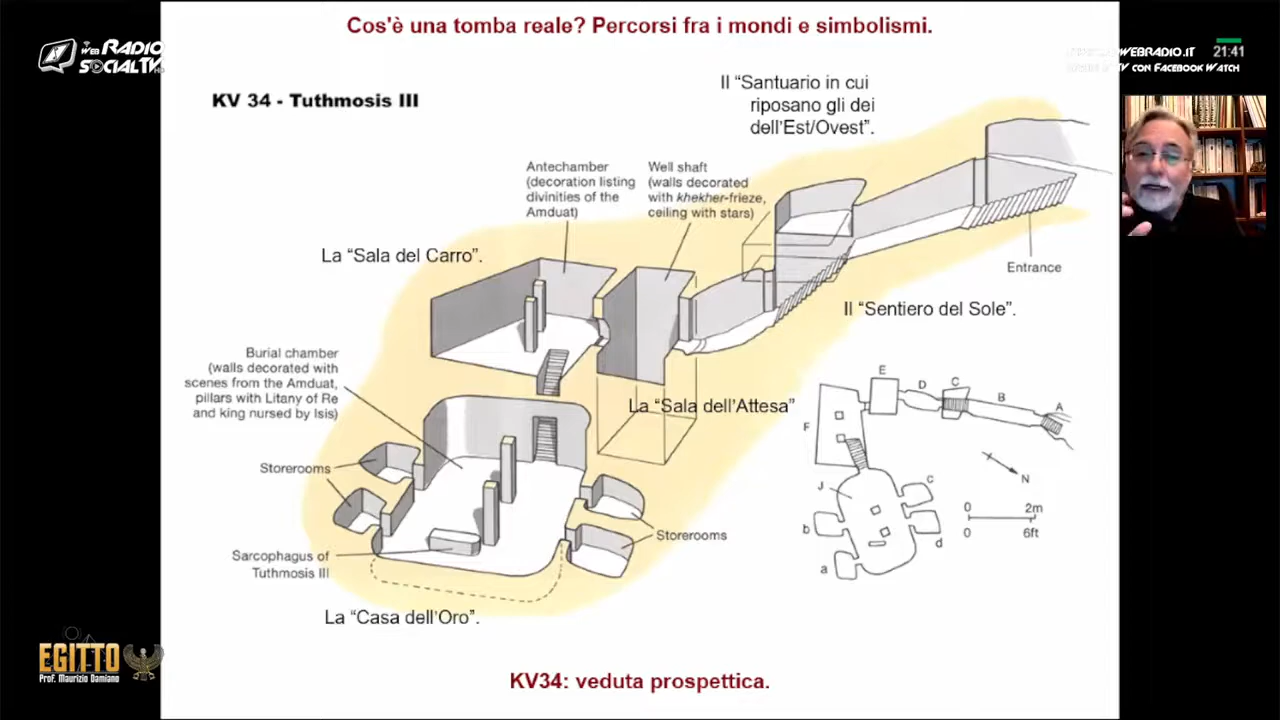 Cos'è una tomba reale? Percorsi fra i mondi e simbolismi.
WEB RADIO
SOCIALTV
WEBRADIO.IT
21:41
TV CON FACEBOOK WATCH
KV 34 - Tuthmosis III
Il “Santuario in cui
riposano gli dei
dell'Est/Ovest”.
Antechamber
(decoration listing
divinities of the
Amduat)
Well shaft
(walls decorated
with khekher-frieze,
ceiling with stars)
La “Sala del Carro”.
Entrance
Il “Sentiero del Sole”.
Burial chamber
(walls decorated with
scenes from the Amduat,
pillars with Litany of Re
and king nursed by Isis)
La “Sala dell'Attesa”
Storerooms
Storerooms
Sarcophagus of
Tuthmosis III
La “Casa dell'Oro”.
E
D
C
B
A
F
N
J
c
b
d
a
0
2m
0
6ft
EGITTO
Prof. Maurizio Damiano
KV34: veduta prospettica.